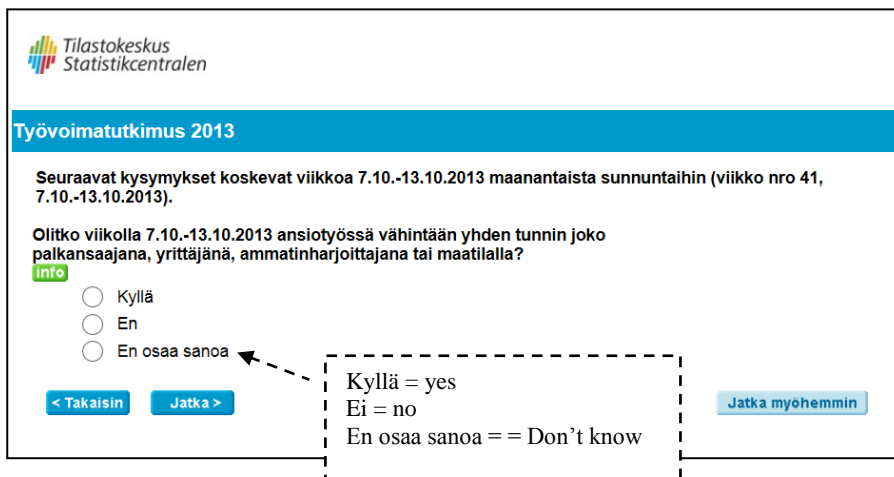 Tilastokeskus
Statistikcentralen
Työvoimatutkimus 2013
Seuraavat kysymykset koskevat viikkoa 7.10.-13.10.2013 maanantaista sunnuntaihin (viikko nro 41,
7.10.-13.10.2013).
Olitko viikolla 7.10.-13.10.2013 ansiotyössä vähintään yhden tunnin joko
palkansaajana, yrittäjänä, ammatinharjoittajana tai maatilalla?
info
Kyllä
En
En osaa sanoa
Kyllä = yes
Ei = no
En osaa sanoa = = Don’t know
< Takaisin
Jatka >
Jatka myöhemmin